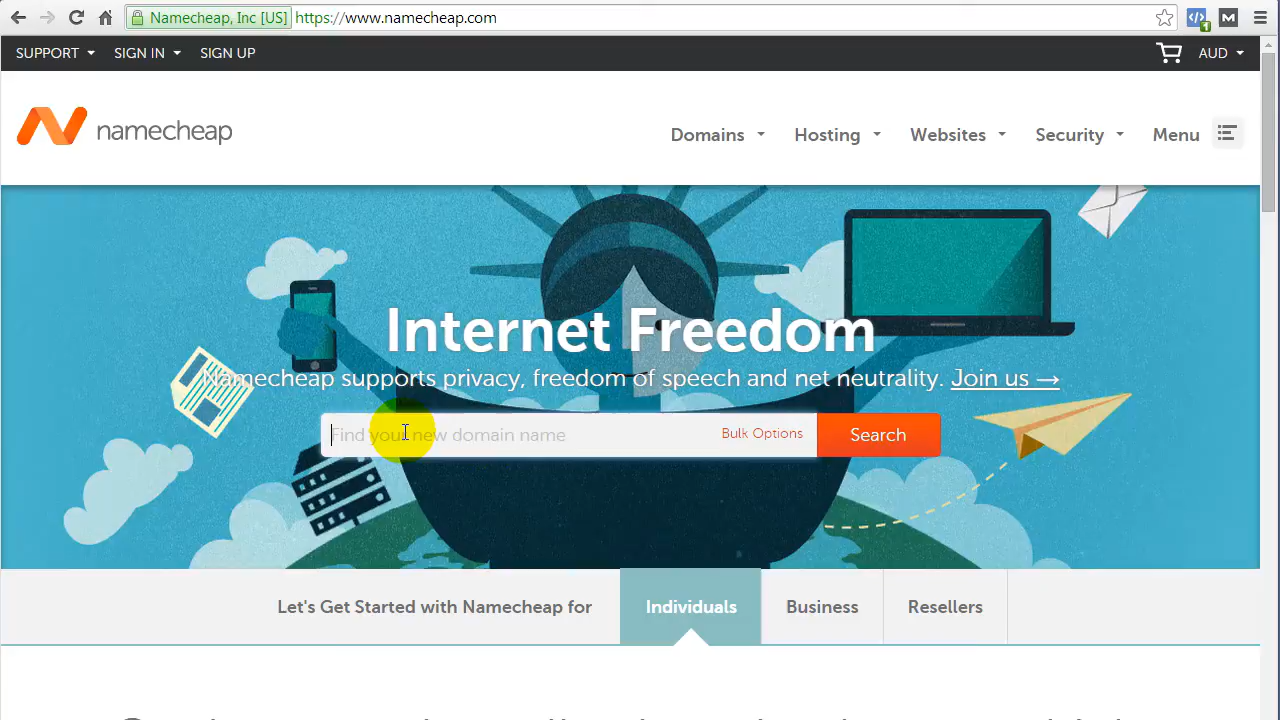 Namecheap, Inc [US] https://www.namecheap.com
SUPPORT SIGN IN SIGN UP AUD
namecheap Domains Hosting Websites Security Menu
Internet Freedom
Namecheap supports privacy, freedom of speech and net neutrality. Join us →
Find your new domain name Bulk Options Search
Let's Get Started with Namecheap for Individuals Business Resellers